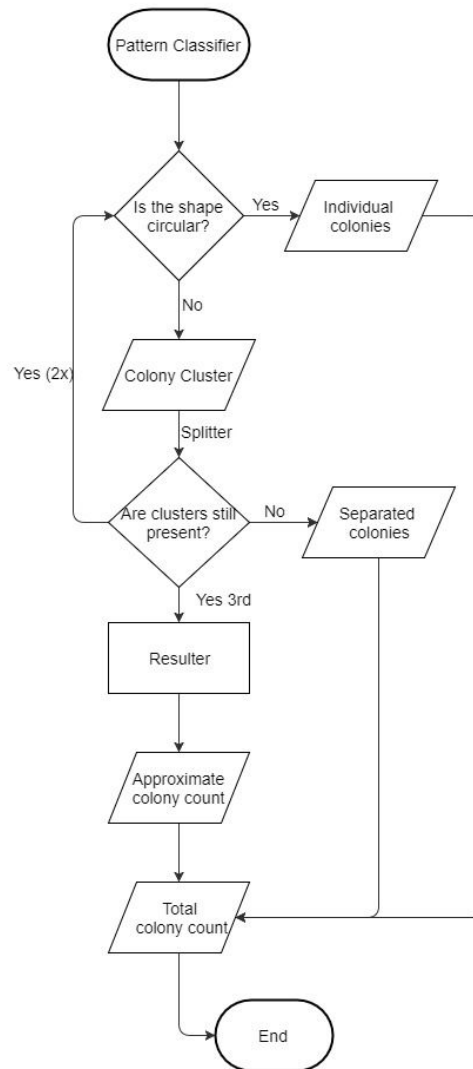 Pattern Classifier
Is the shape
circular?
Yes
Individual
colonies
No
Yes (2x)
Colony Cluster
Splitter
Are clusters still
present?
No
Separated
colonies
Yes 3rd
Resulter
Approximate
colony count
Total
colony count
End